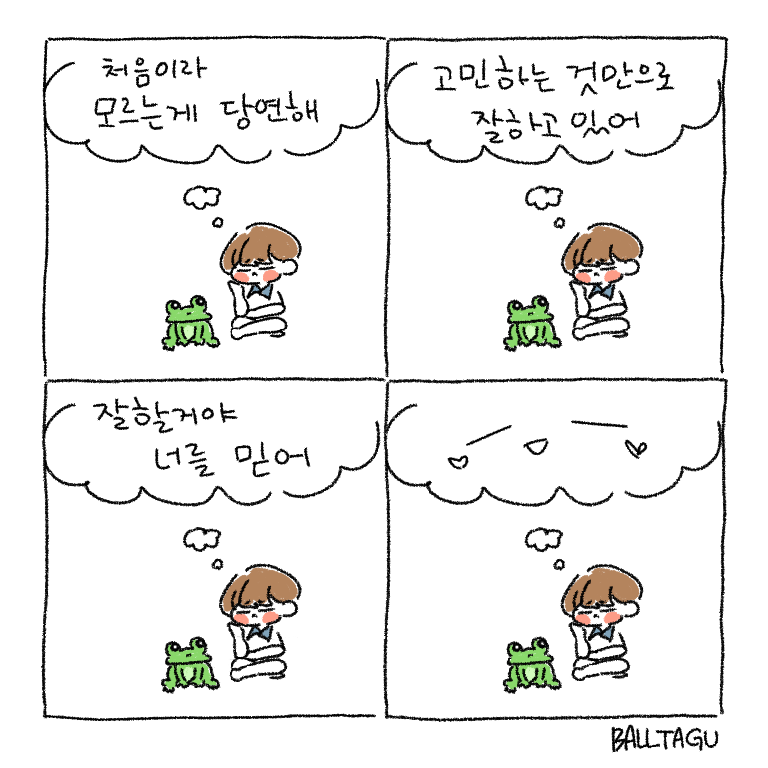 처음이라
모르는게 당연해
고민하는 것만으로
잘하고 있어
잘할거야
너를 믿어
BALLTAGU